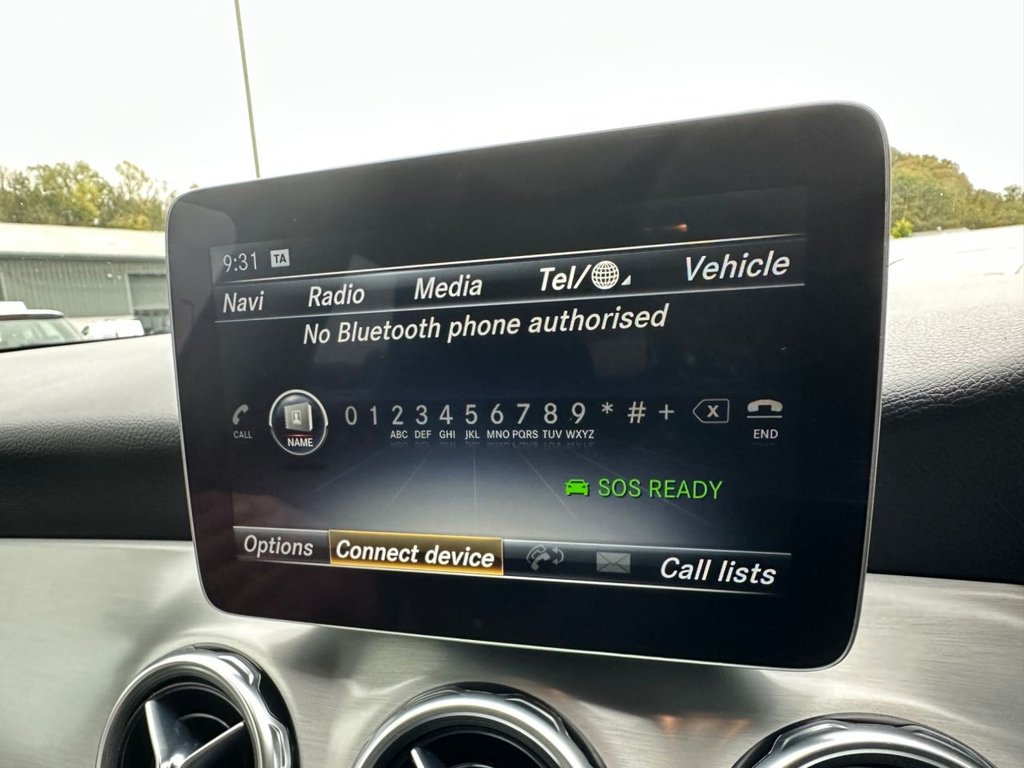 9:31 TA
Navi Radio Media Tel/ Vehicle
No Bluetooth phone authorised
0 1 2 3 4 5 6 7 8 9 * # + X
CALL NAME ABC DEF GHI JKL MNO PQRS TUV WXYZ END
SOS READY
Options Connect device Call lists